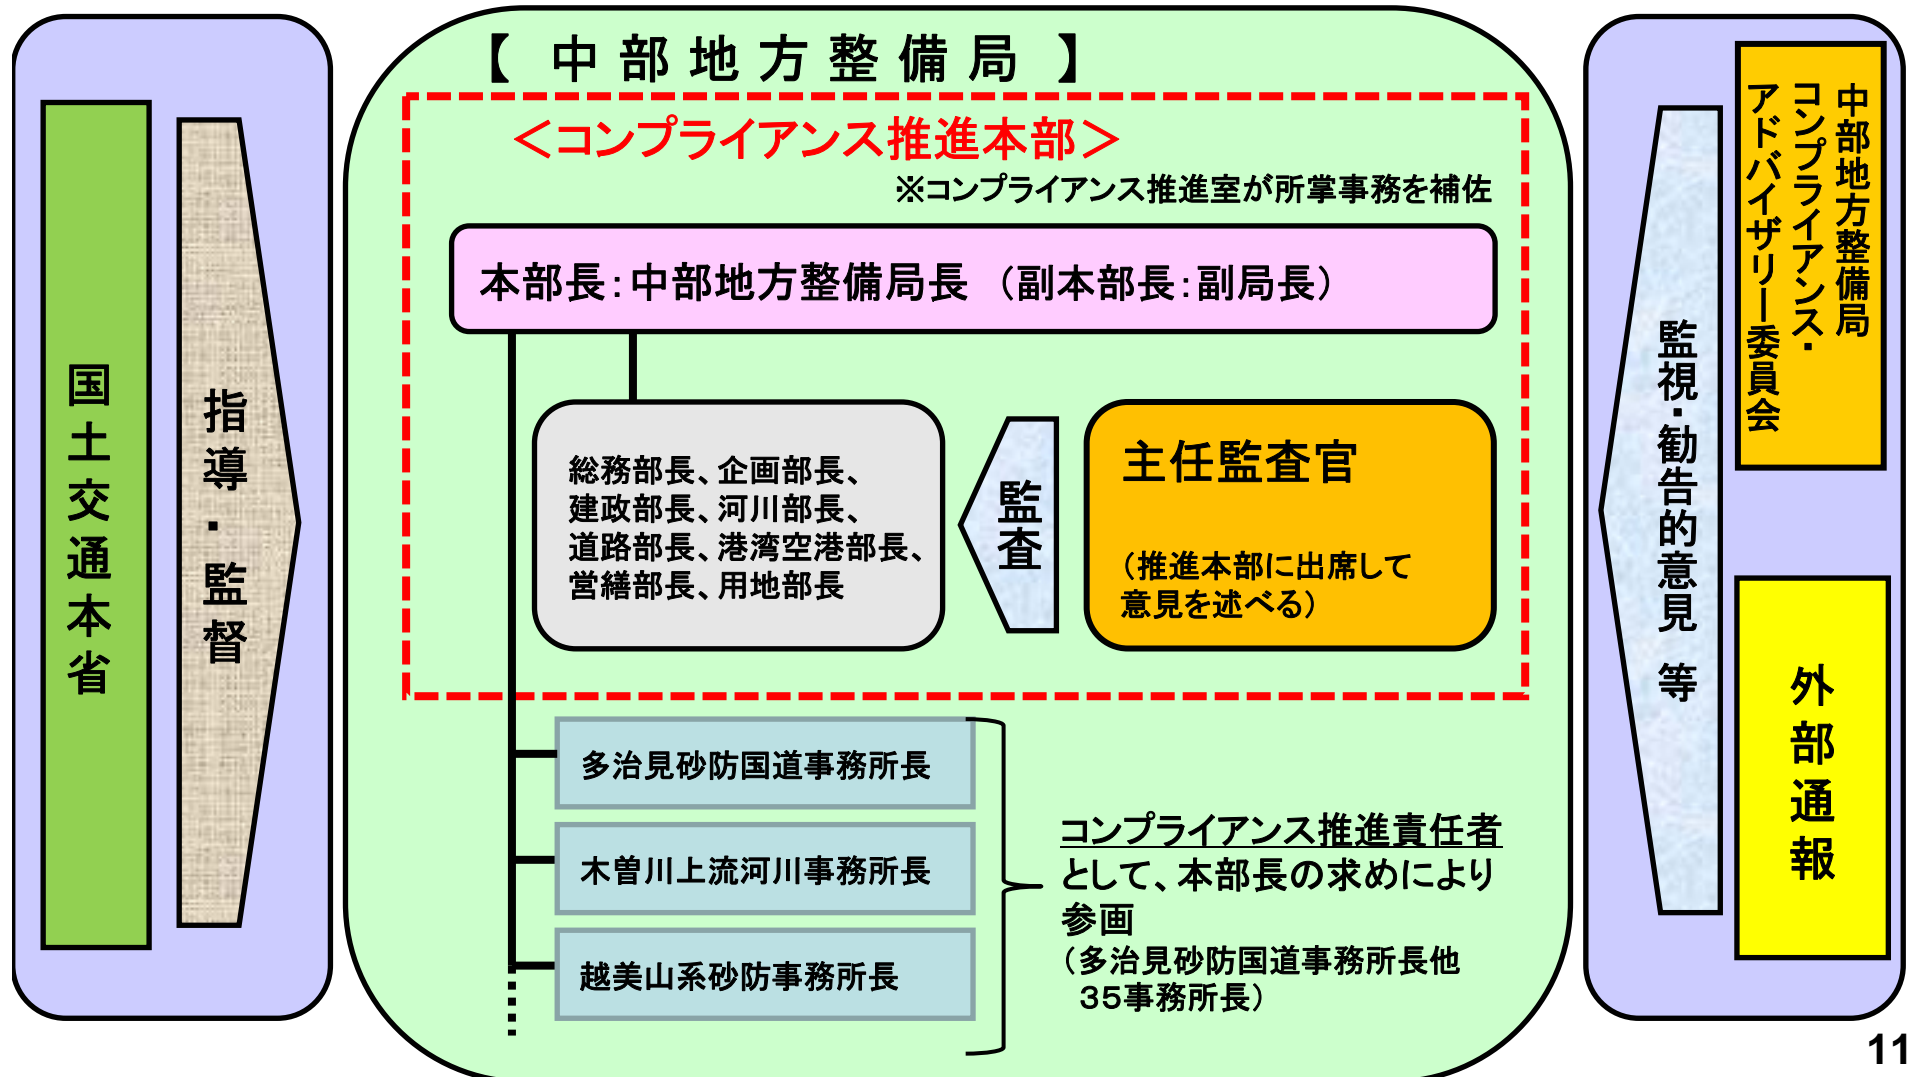 国土交通本省
指導・監督
【 中部地方整備局 】
＜コンプライアンス推進本部＞
※コンプライアンス推進室が所掌事務を補佐
本部長：中部地方整備局長 （副本部長：副局長）
総務部長、企画部長、
建政部長、河川部長、
道路部長、港湾空港部長、
営繕部長、用地部長
監査
主任監査官
（推進本部に出席して
意見を述べる）
多治見砂防国道事務所長
木曽川上流河川事務所長
越美山系砂防事務所長
コンプライアンス推進責任者
として、本部長の求めにより
参画
（多治見砂防国道事務所長他
35事務所長）
監視・勧告的意見 等
中部地方整備局
コンプライアンス・
アドバイザリー委員会
外部通報
11